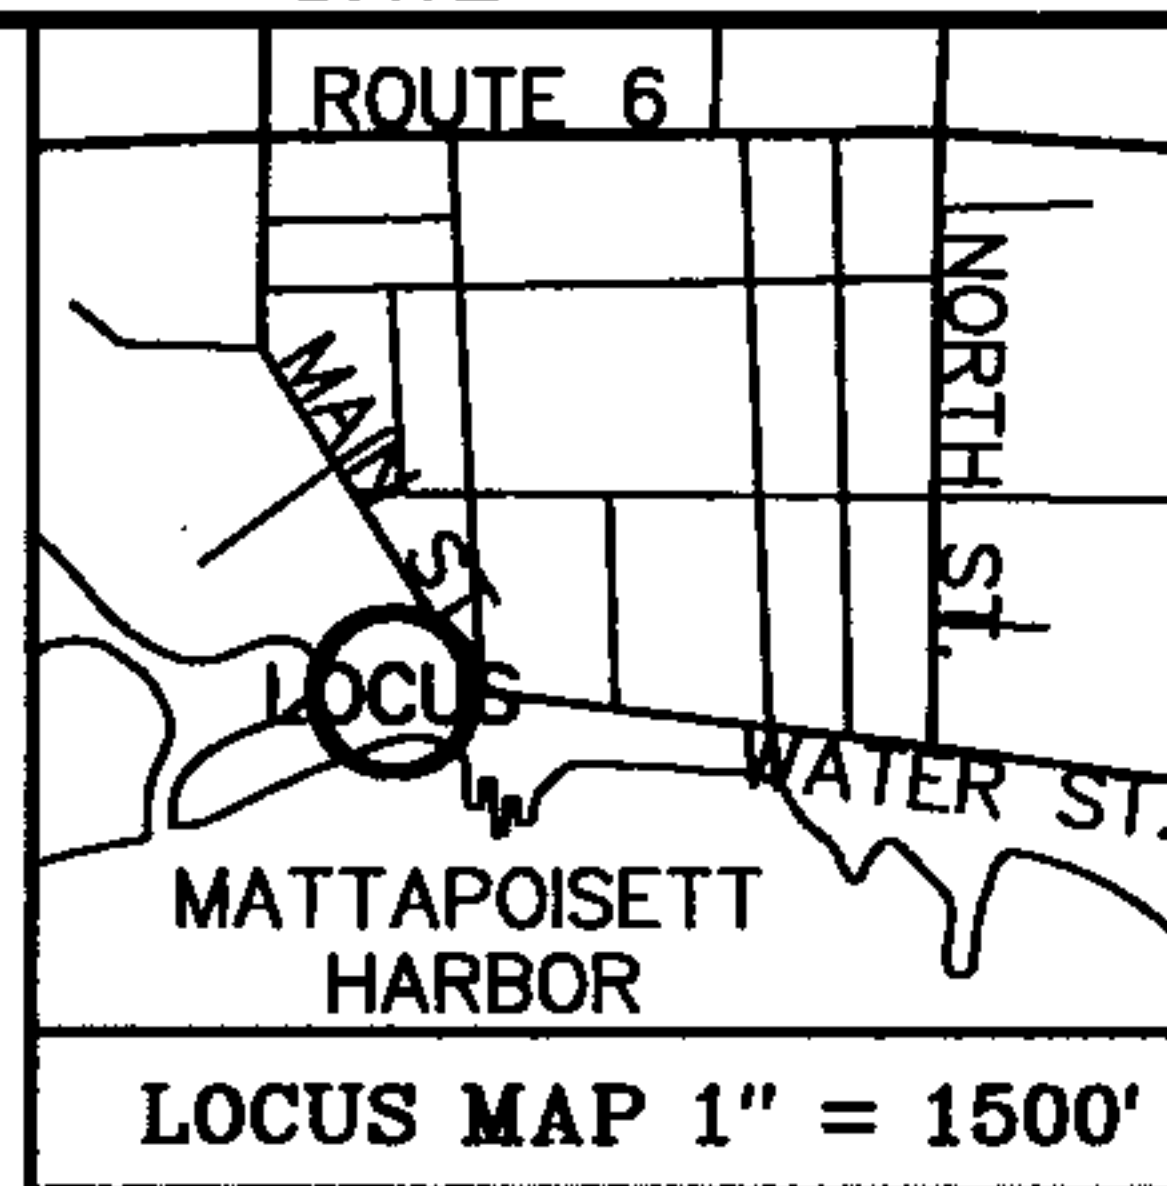 ROUTE 6
NORTH ST.
MAIN ST.
LOCUS
WATER ST.
MATTAPOISETT
HARBOR
LOCUS MAP 1" = 1500'